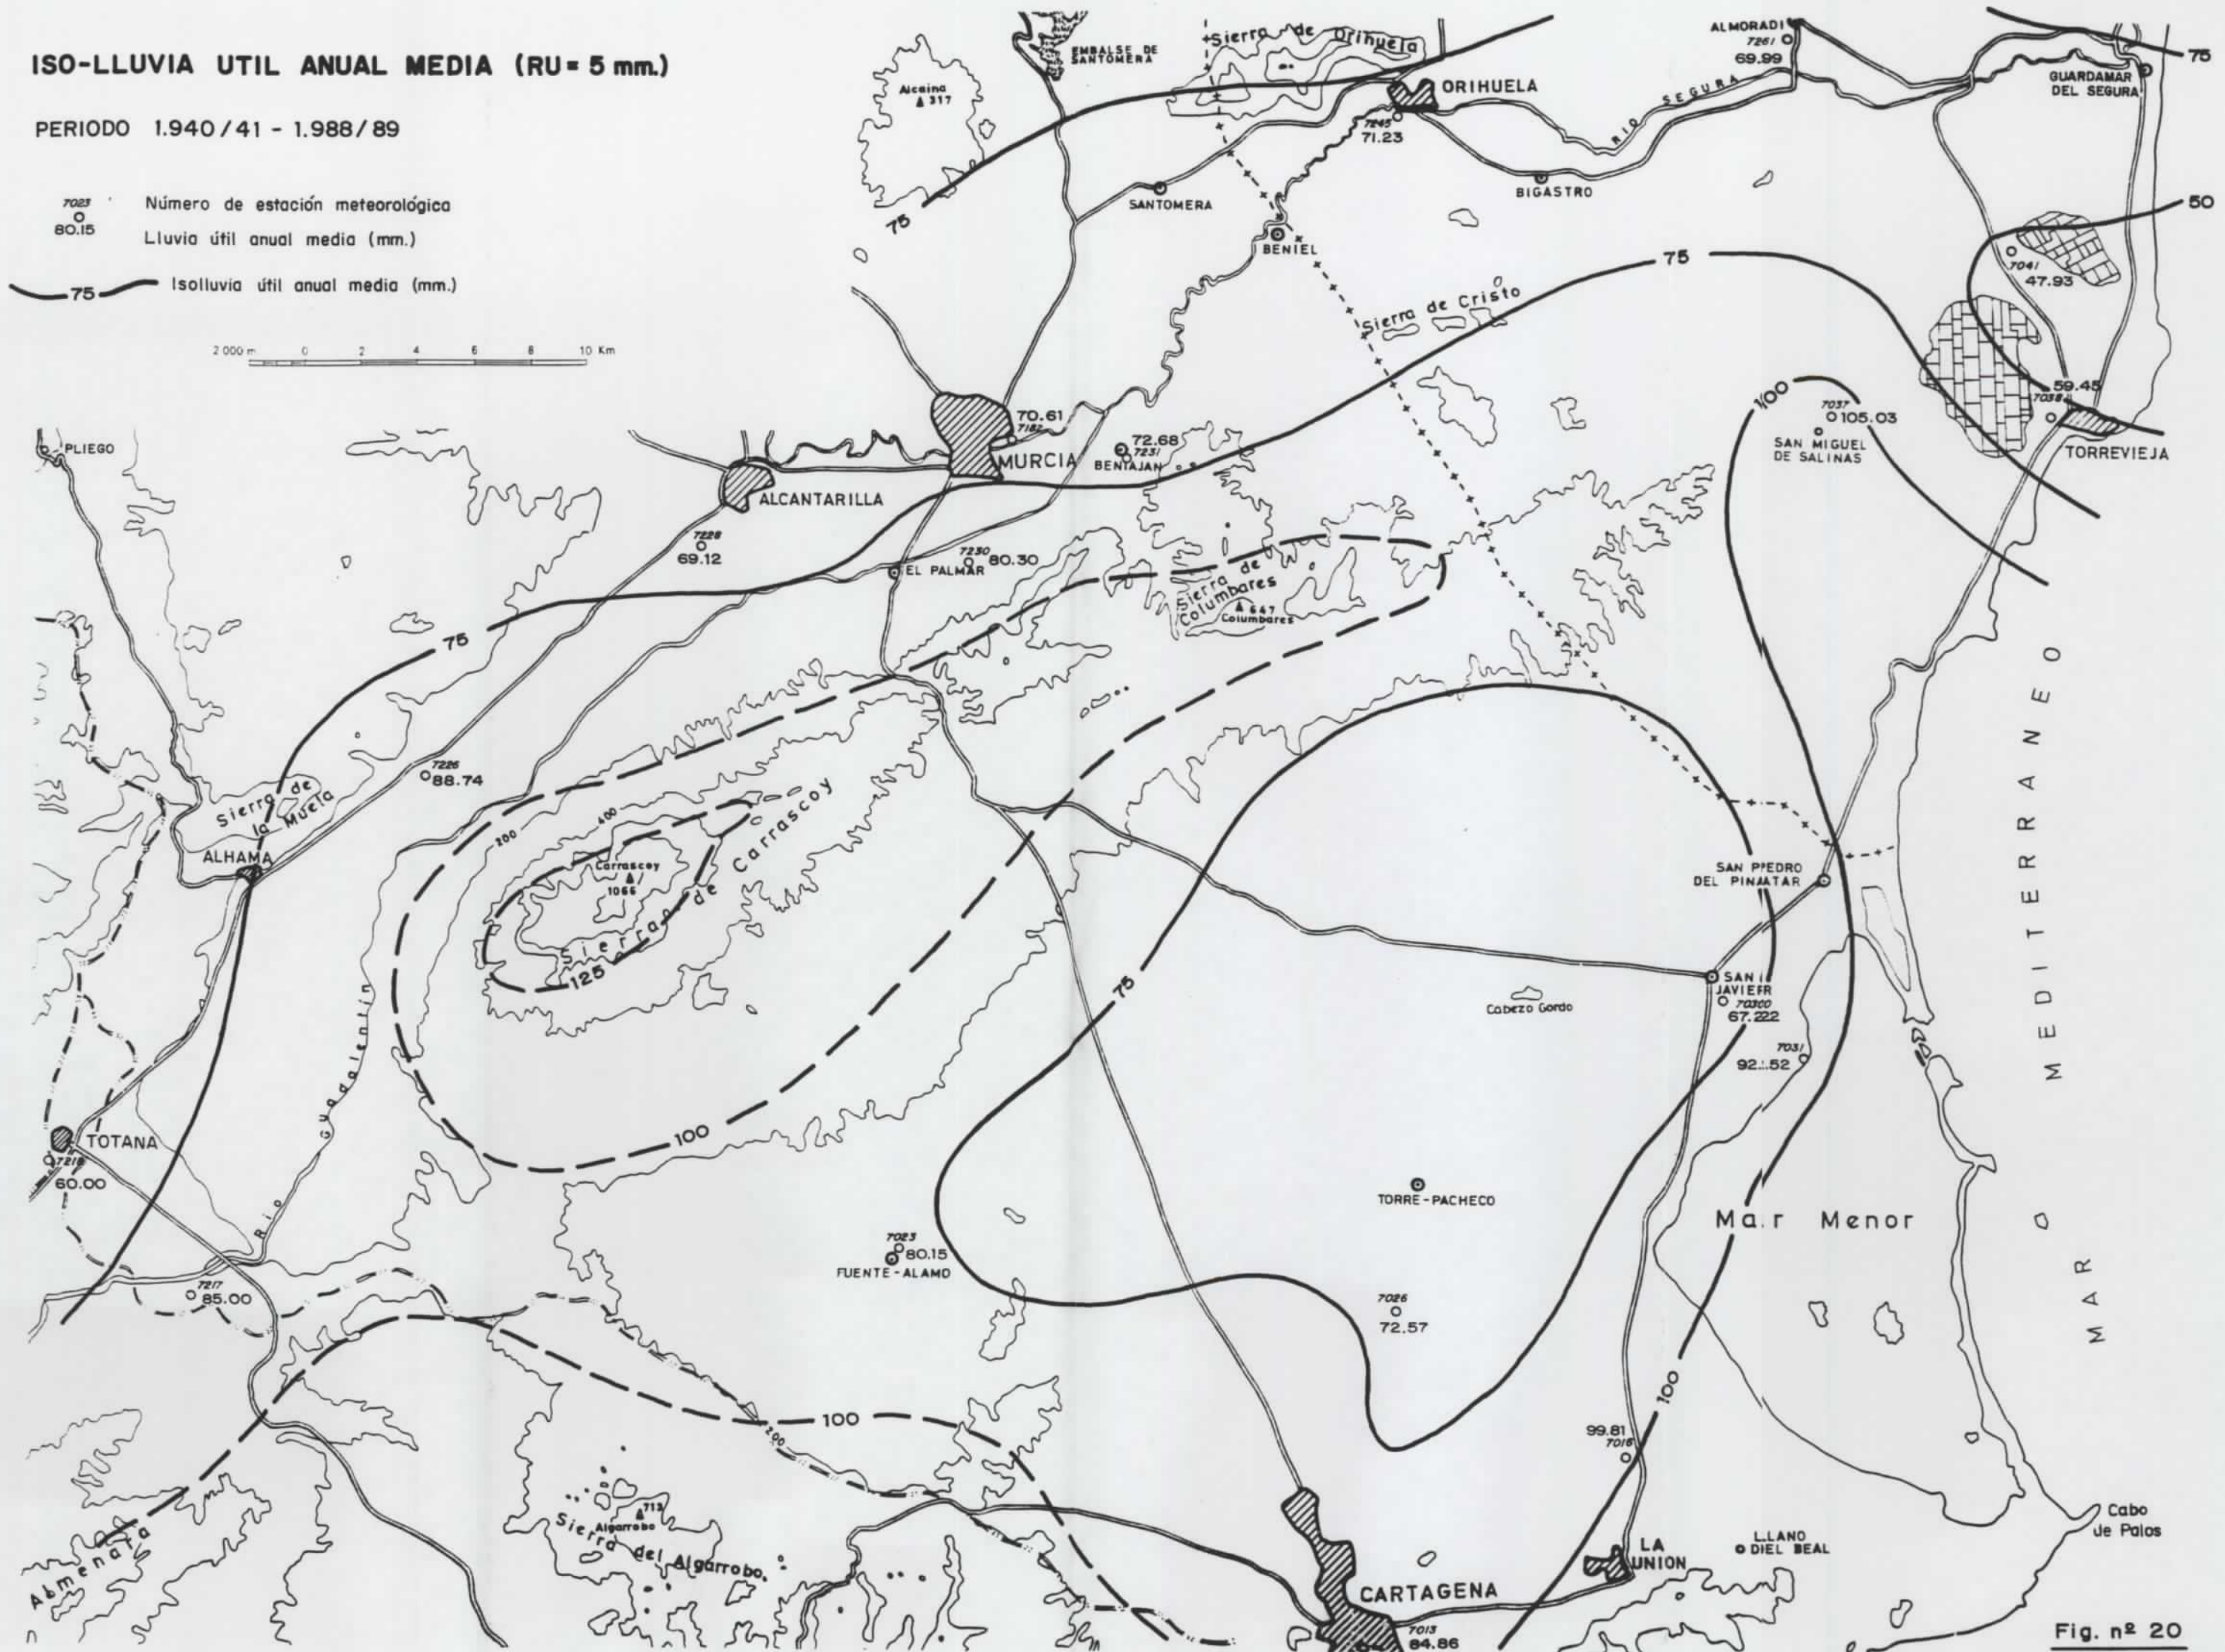 ISO-LLUVIA UTIL ANUAL MEDIA (RU= 5 mm.)
PERIODO 1.940/41 - 1.988/89
7023
80.15
Número de estación meteorológica
Lluvia útil anual media (mm.)
75
Isolluvia útil anual media (mm.)
2 000 m 0 2 4 6 8 10 Km
EMBALSE DE
SANTOMERA
Sierra de Orihuela
Alcaina
317
ORIHUELA
7245
71.23
ALMORADI
7261
69.99
RIO SEGURA
GUARDAMAR
DEL SEGURA
75
75
SANTOMERA
BIGASTRO
BENIEL
50
7041
47.93
75
Sierra de Cristo
100
7037
105.03
SAN MIGUEL
DE SALINAS
59.45
7038
TORREVIEJA
PLIEGO
70.61
7182
MURCIA
72.68
7231
BENIAJAN
ALCANTARILLA
7228
69.12
7230
80.30
EL PALMAR
Sierra de
Columbares
647
Columbares
75
7226
88.74
Sierra de
la Muela
ALHAMA
200
400
Carrascoy
1066
Sierra de Carrascoy
125
SAN PIEDRO
DEL PINATAR
75
Cabezo Gordo
SAN
JAVIER
70300
67.222
7031
92.52
MAR MEDITERRANEO
Rio Guadalentin
TOTANA
7218
60.00
100
TORRE-PACHECO
Mar Menor
7023
80.15
FUENTE-ALAMO
7217
85.00
7026
72.57
100
100
200
99.81
7016
713
Algarrobo
Sierra del Algarrobo.
Almenara
LA
UNION
LLANO
DIEL BEAL
Cabo
de Palos
CARTAGENA
7013
84.86
Fig. nº 20